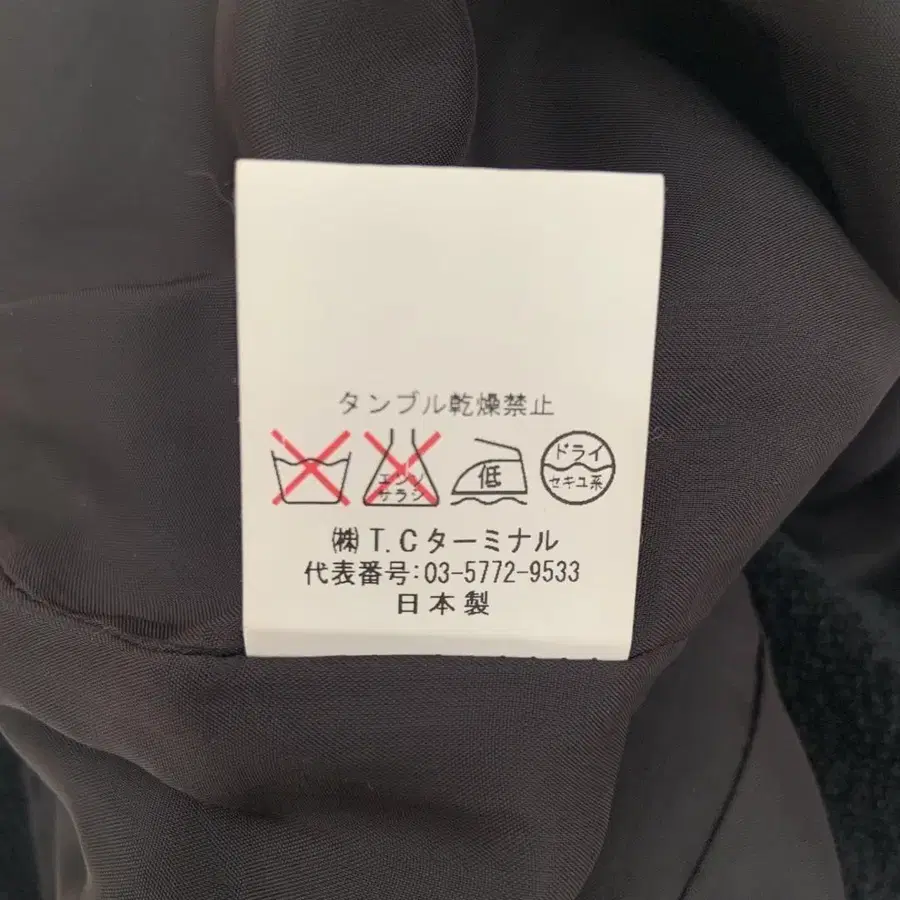 タンブル乾燥禁止
エンソ
サラシ
低
ドライ
セキユ系
㈱T.Cターミナル
代表番号:03-5772-9533
日本製